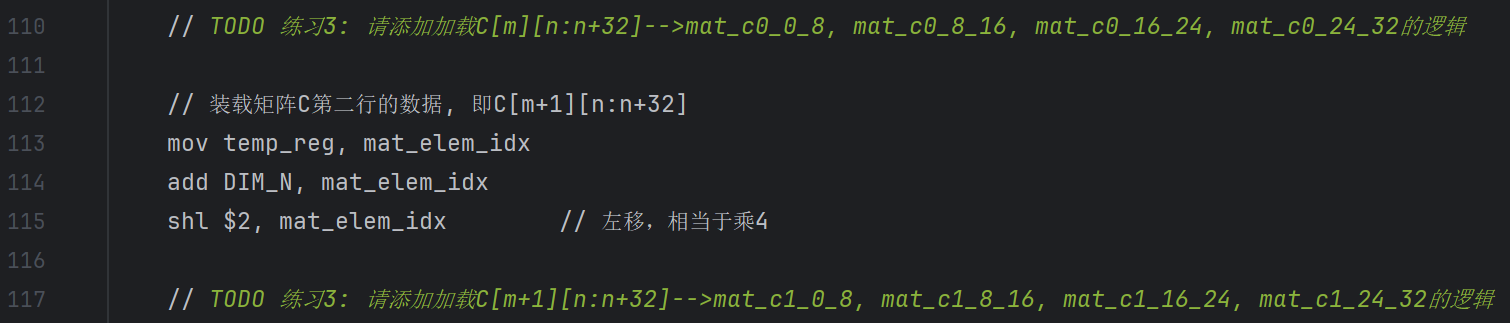 110 // TODO 练习3: 请添加加载C[m][n:n+32]-->mat_c0_0_8, mat_c0_8_16, mat_c0_16_24, mat_c0_24_32的逻辑
111
112 // 装载矩阵C第二行的数据, 即C[m+1][n:n+32]
113 mov temp_reg, mat_elem_idx
114 add DIM_N, mat_elem_idx
115 shl $2, mat_elem_idx // 左移，相当于乘4
116
117 // TODO 练习3: 请添加加载C[m+1][n:n+32]-->mat_c1_0_8, mat_c1_8_16, mat_c1_16_24, mat_c1_24_32的逻辑